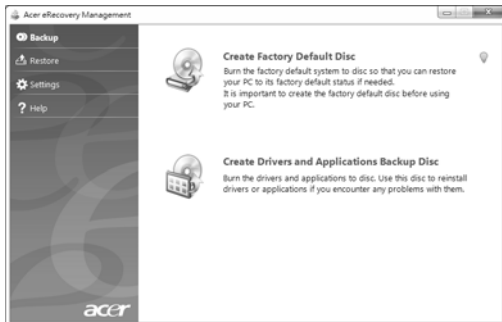 Acer eRecovery Management
Backup
Restore
Settings
Help
Create Factory Default Disc
Burn the factory default system to disc so that you can restore
your PC to its factory default status if needed.
It is important to create the factory default disc before using
your PC.
Create Drivers and Applications Backup Disc
Burn the drivers and applications to disc. Use this disc to reinstall
drivers or applications if you encounter any problems with them.
acer